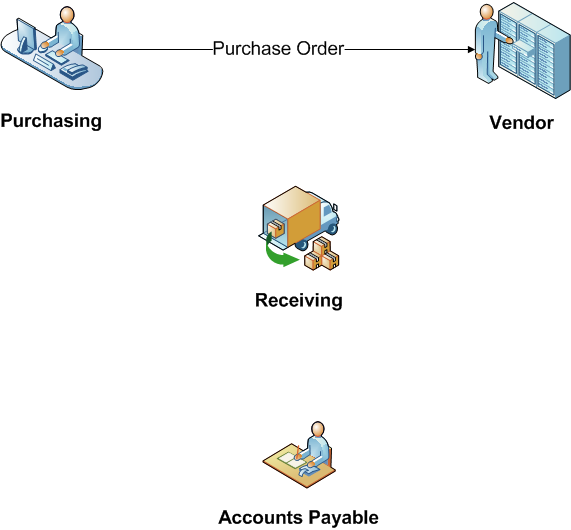 Purchase Order
Purchasing
Vendor
Receiving
Accounts Payable